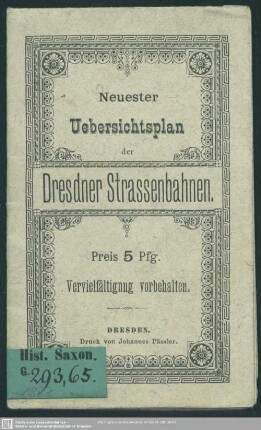 Neuester
Uebersichtsplan
der
Dresdner Strassenbahnen.
Preis 5 Pfg.
Vervielfältigung vorbehalten.
DRESDEN.
Druck von Johannes Pässler.
Hist. Saxon.
G. 293,65.